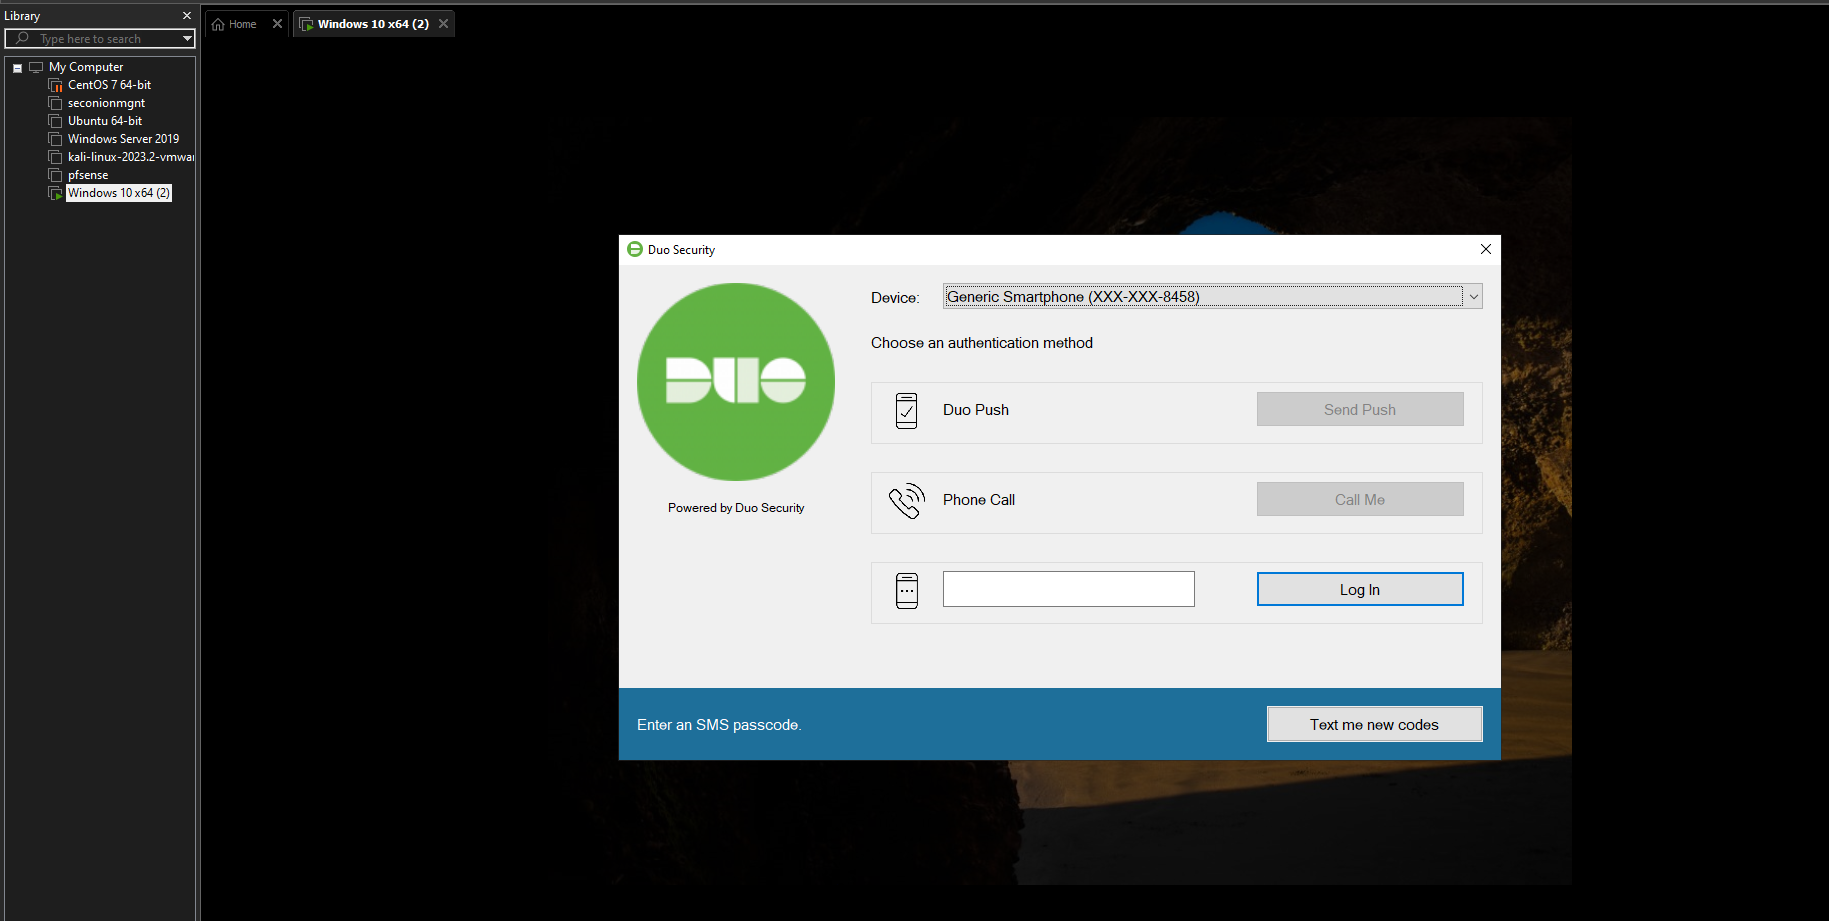 Library
Type here to search
My Computer
CentOS 7 64-bit
seconionmgnt
Ubuntu 64-bit
Windows Server 2019
kali-linux-2023.2-vmwar
pfsense
Windows 10 x64 (2)
Home
Windows 10 x64 (2)
Duo Security
DUO
Powered by Duo Security
Device: Generic Smartphone (XXX-XXX-8458)
Choose an authentication method
Duo Push Send Push
Phone Call Call Me
Log In
Enter an SMS passcode. Text me new codes